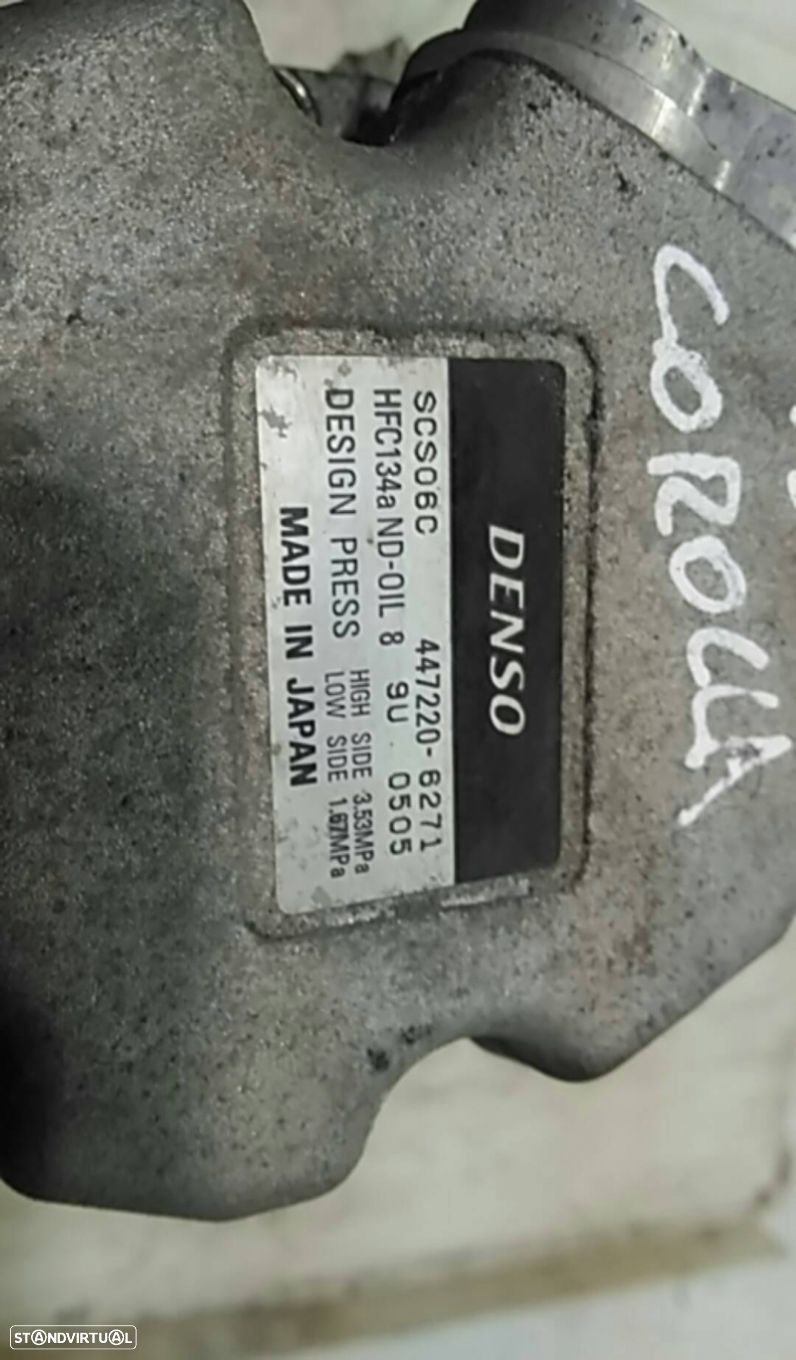 COROLLA
DENSO
SCS06C 447220-6271
HFC134a ND-OIL 8 9U 0505
DESIGN PRESS HIGH SIDE 3.53MPa
LOW SIDE 1.67MPa
MADE IN JAPAN
STANDVIRTUAL